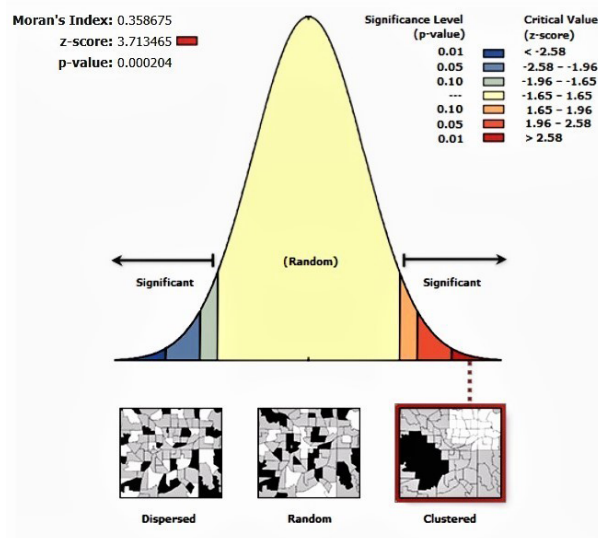 Moran's Index: 0.358675
z-score: 3.713465
p-value: 0.000204
Significance Level
(p-value)
Critical Value
(z-score)
0.01 < -2.58
0.05 -2.58 – -1.96
0.10 -1.96 – -1.65
--- -1.65 – 1.65
0.10 1.65 – 1.96
0.05 1.96 – 2.58
0.01 > 2.58
(Random)
Significant
Significant
Dispersed
Random
Clustered